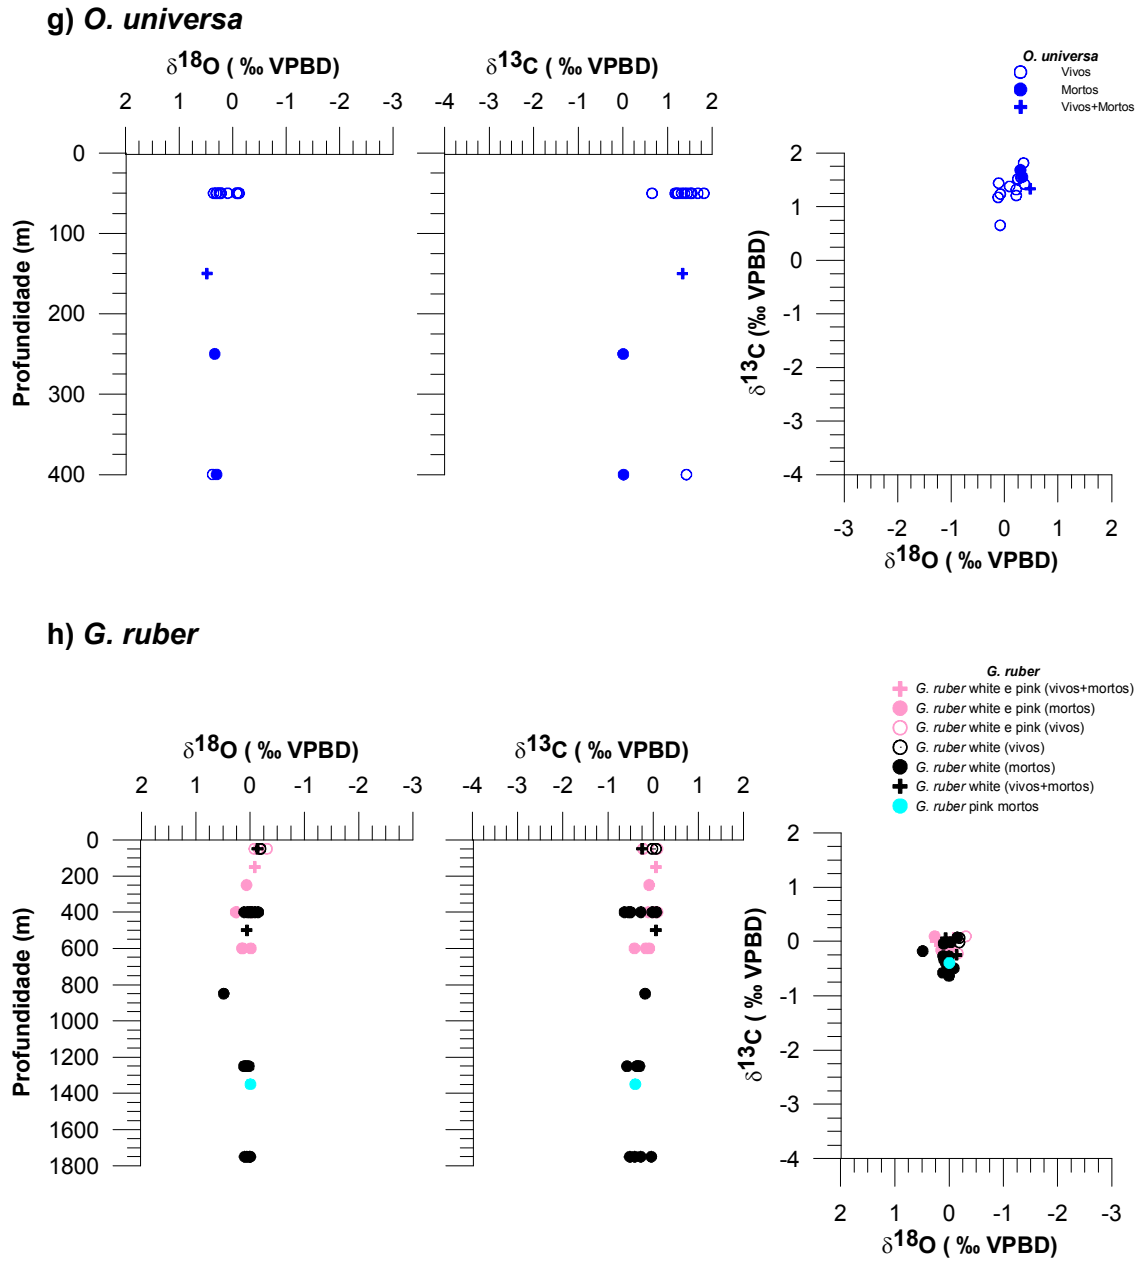 g) O. universa
δ18O ( ‰ VPBD)
2 1 0 -1 -2 -3
δ13C ( ‰ VPBD)
-4 -3 -2 -1 0 1 2
Profundidade (m)
0
100
200
300
400
O. universa
Vivos
Mortos
Vivos+Mortos
δ13C (‰ VPBD)
2
1
0
-1
-2
-3
-4
-3 -2 -1 0 1 2
δ18O ( ‰ VPBD)
h) G. ruber
δ18O ( ‰ VPBD)
2 1 0 -1 -2 -3
δ13C ( ‰ VPBD)
-4 -3 -2 -1 0 1 2
Profundidade (m)
0
200
400
600
800
1000
1200
1400
1600
1800
G. ruber
G. ruber white e pink (vivos+mortos)
G. ruber white e pink (mortos)
G. ruber white e pink (vivos)
G. ruber white (vivos)
G. ruber white (mortos)
G. ruber white (vivos+mortos)
G. ruber pink mortos
δ13C ( ‰ VPBD)
2
1
0
-1
-2
-3
-4
2 1 0 -1 -2 -3
δ18O ( ‰ VPBD)